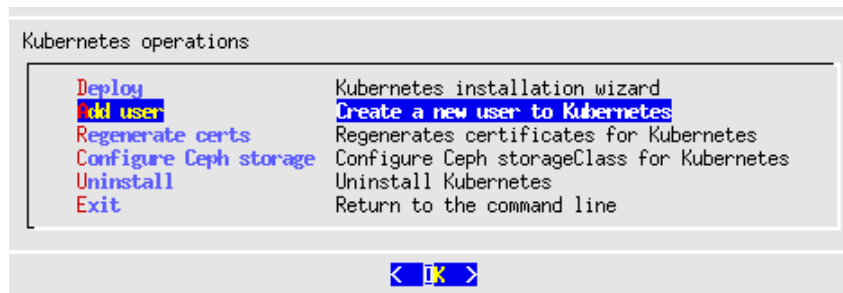 Kubernetes operations
Deploy Kubernetes installation wizard
Add user Create a new user to Kubernetes
Regenerate certs Regenerates certificates for Kubernetes
Configure Ceph storage Configure Ceph storageClass for Kubernetes
Uninstall Uninstall Kubernetes
Exit Return to the command line
< OK >